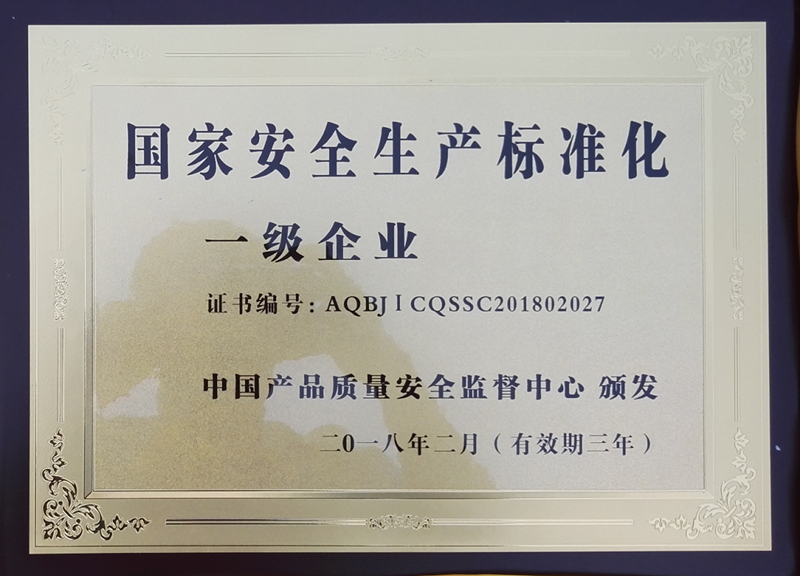 国家安全生产标准化
一级企业
证书编号：AQBJⅠCQSSC201802027
中国产品质量安全监督中心 颁发
二0一八年二月（有效期三年）